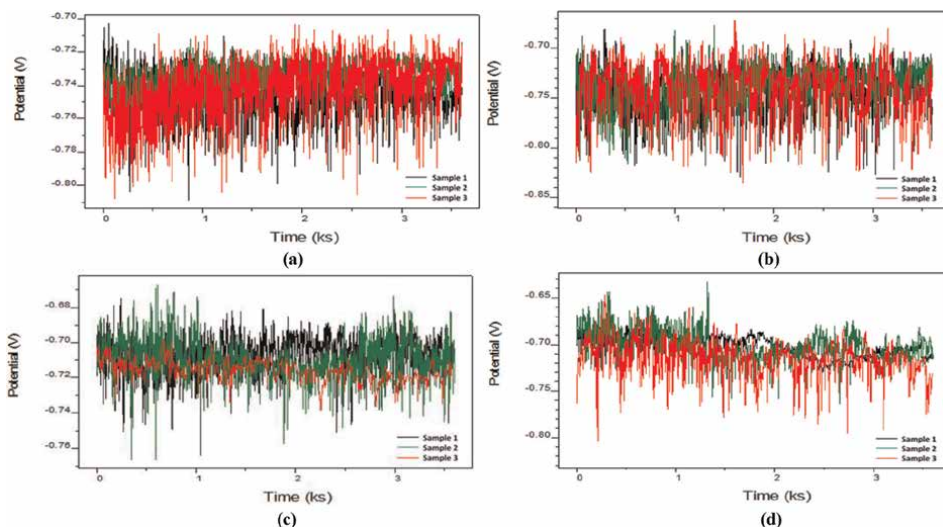 -0.70
-0.72
-0.74
-0.76
-0.78
-0.80
Potential (V)
Sample 1
Sample 2
Sample 3
0 1 2 3
Time (ks)
(a)
-0.70
-0.75
-0.80
-0.85
Potential (V)
Sample 1
Sample 2
Sample 3
0 1 2 3
Time (ks)
(b)
-0.68
-0.70
-0.72
-0.74
-0.76
Potential (V)
Sample 1
Sample 2
Sample 3
0 1 2 3
Time (ks)
(c)
-0.65
-0.70
-0.75
-0.80
Potential (V)
Sample 1
Sample 2
Sample 3
0 1 2 3
Time (ks)
(d)